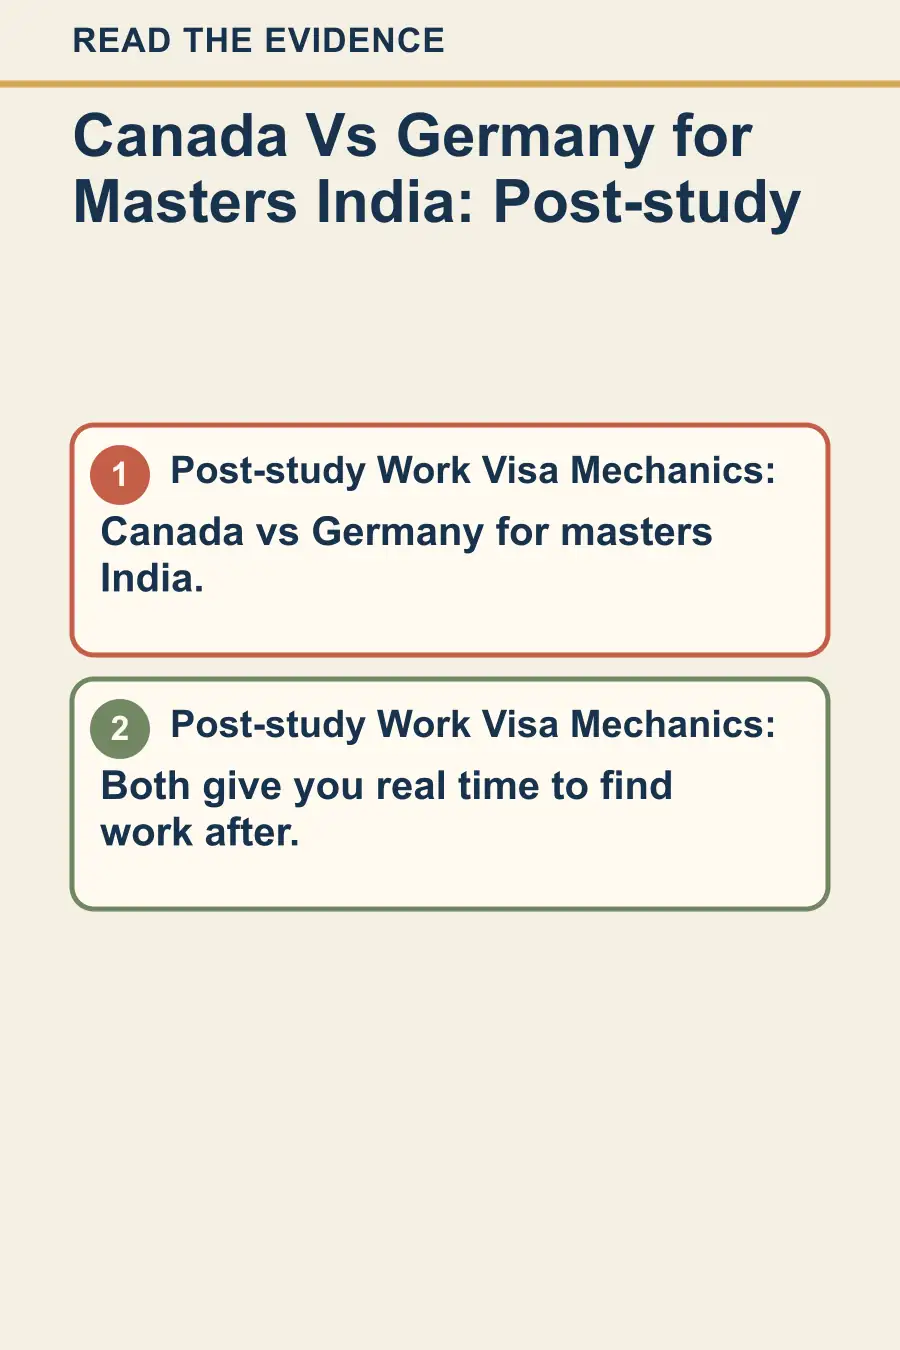 READ THE EVIDENCE
Canada Vs Germany for
Masters India: Post-study
1 Post-study Work Visa Mechanics:
Canada vs Germany for masters
India.
2 Post-study Work Visa Mechanics:
Both give you real time to find
work after.